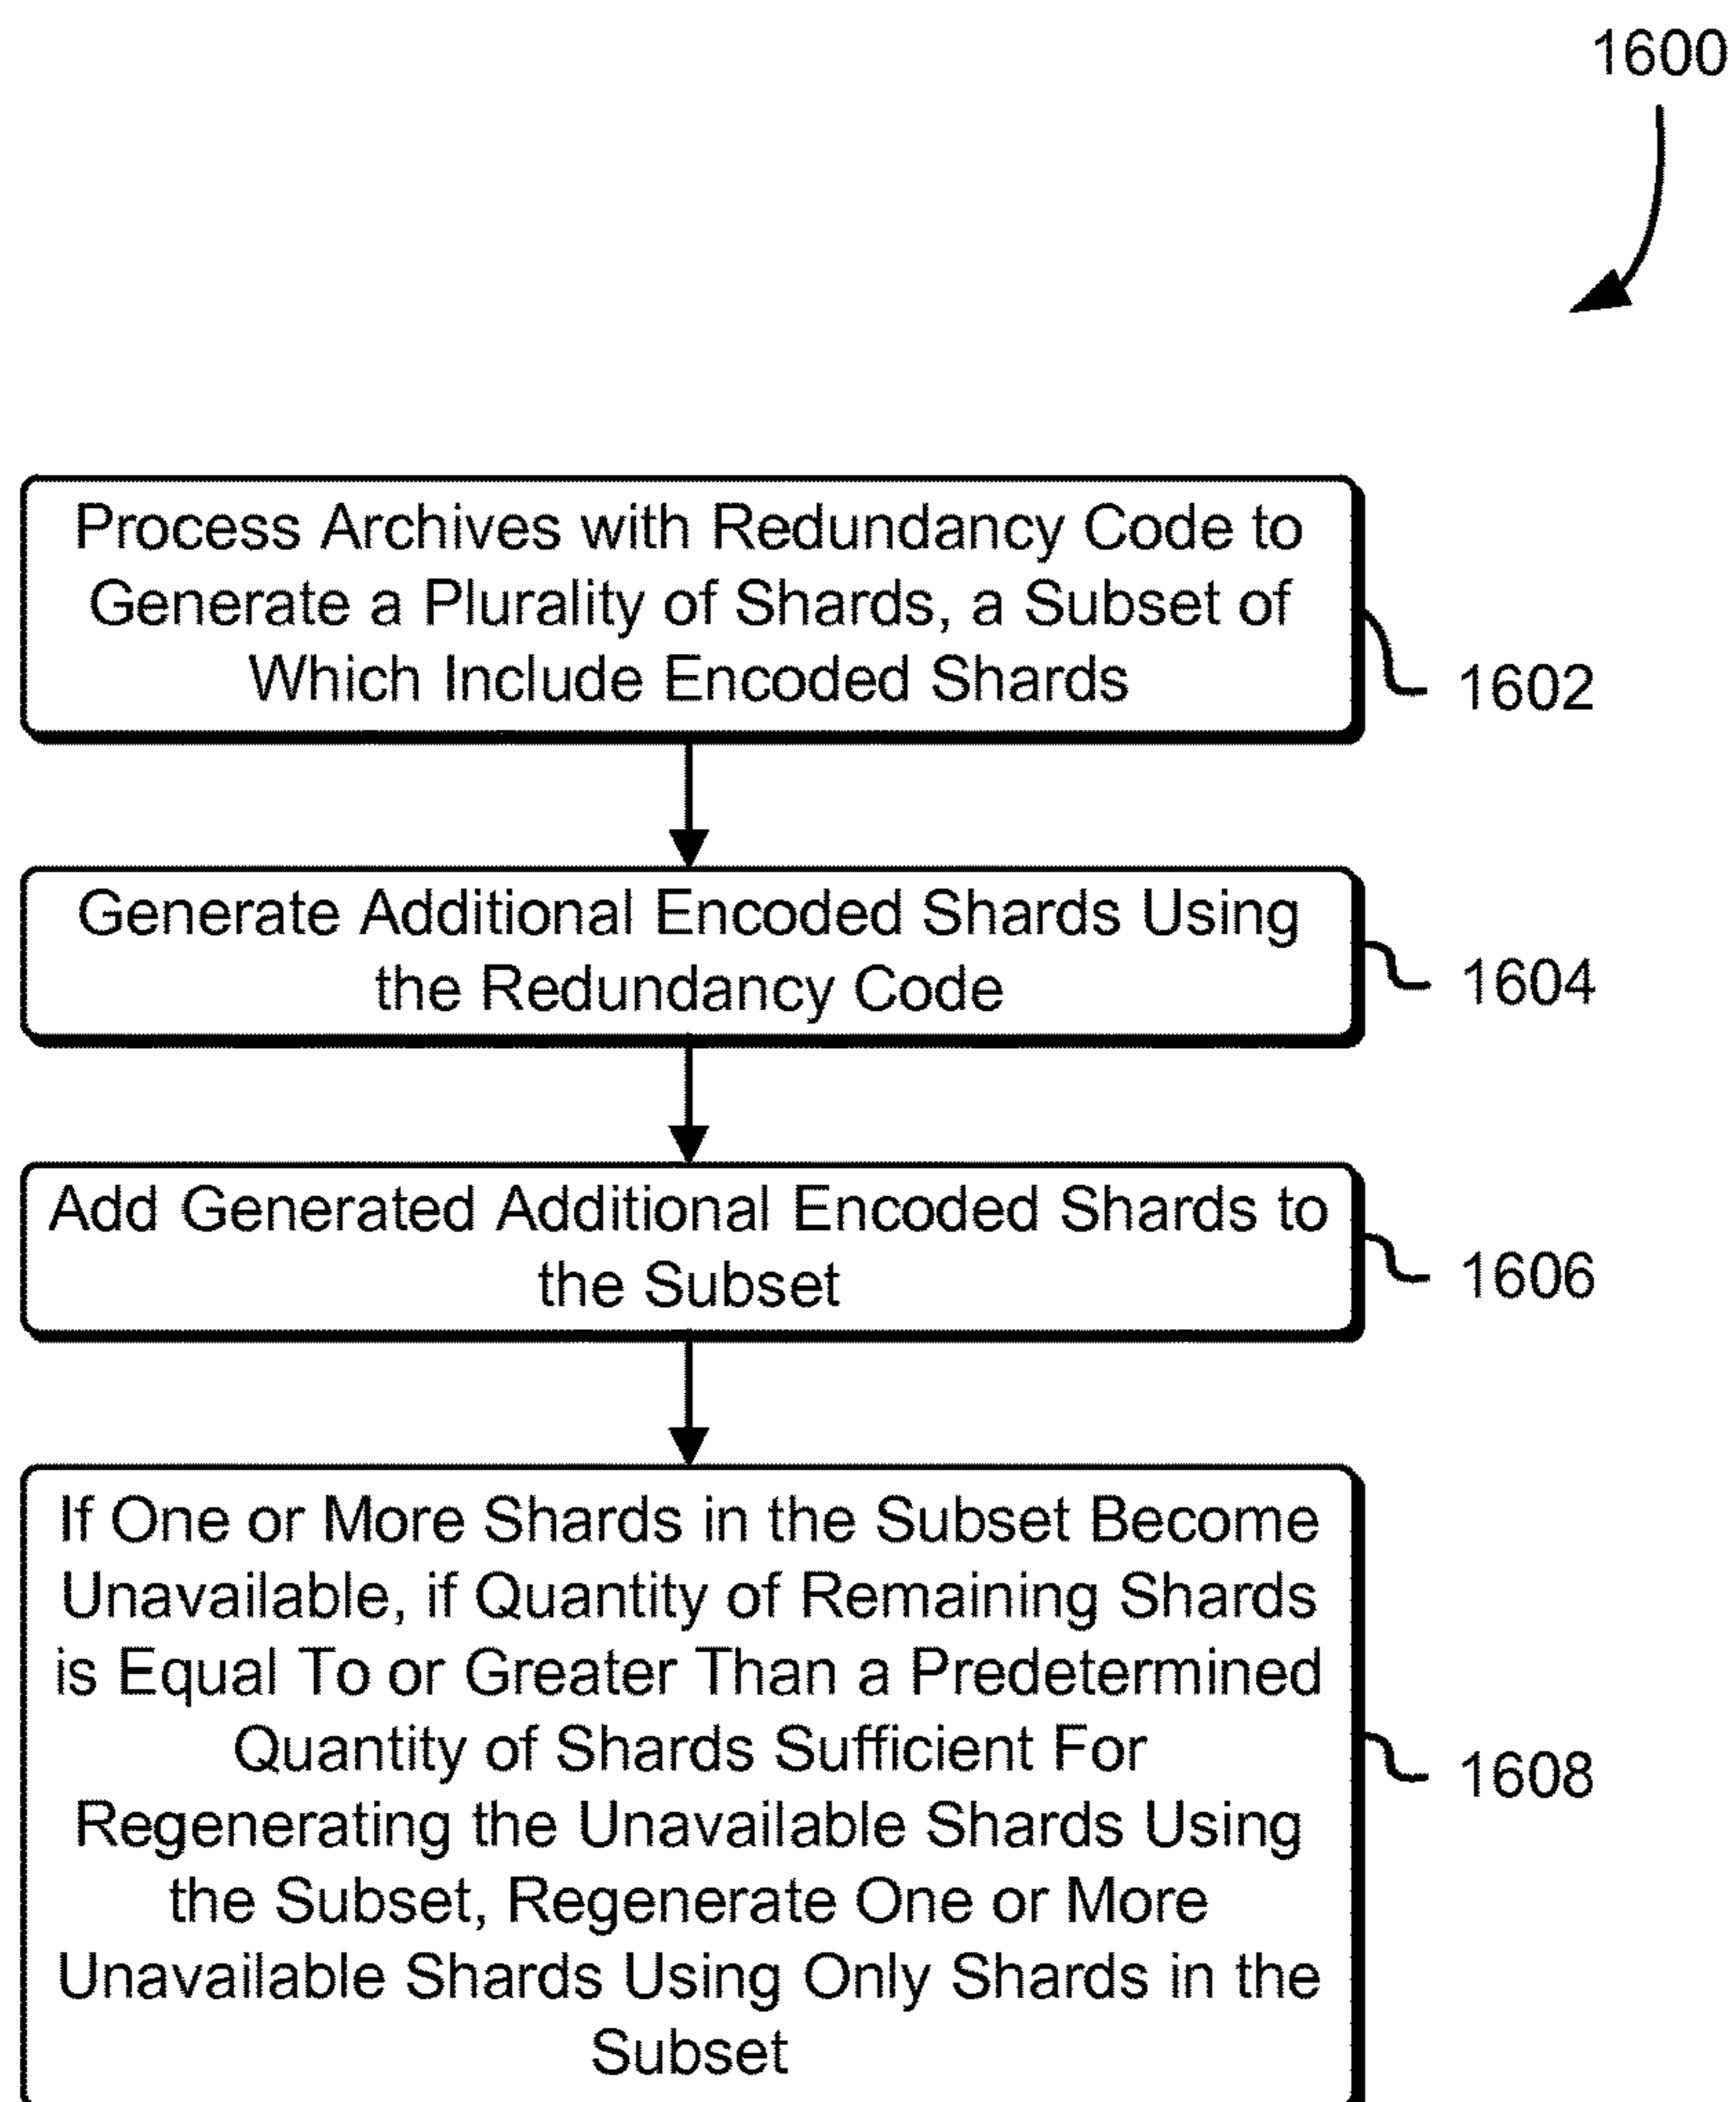 1600
Process Archives with Redundancy Code to
Generate a Plurality of Shards, a Subset of
Which Include Encoded Shards
1602
Generate Additional Encoded Shards Using
the Redundancy Code
1604
Add Generated Additional Encoded Shards to
the Subset
1606
If One or More Shards in the Subset Become
Unavailable, if Quantity of Remaining Shards
is Equal To or Greater Than a Predetermined
Quantity of Shards Sufficient For
Regenerating the Unavailable Shards Using
the Subset, Regenerate One or More
Unavailable Shards Using Only Shards in the
Subset
1608